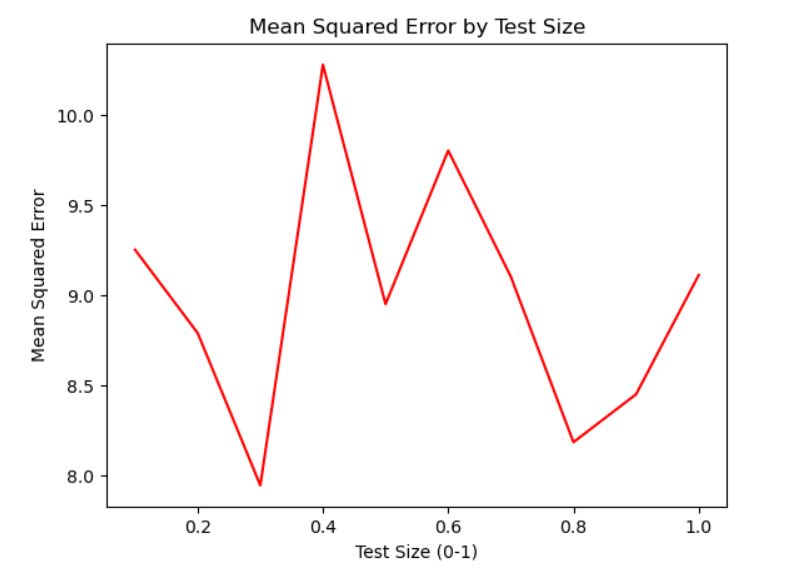 Mean Squared Error by Test Size
Mean Squared Error
10.0
9.5
9.0
8.5
8.0
0.2 0.4 0.6 0.8 1.0
Test Size (0-1)